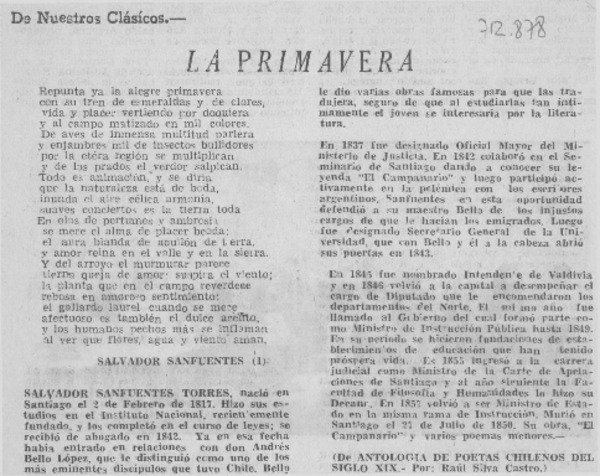 De Nuestros Clásicos.—
712.878
LA PRIMAVERA
Repunta ya la alegre primavera
con su tren de esmeraldas y de olores,
vida y placer vertiendo por doquiera
y al campo matizado en mil colores.
De aves de inmensa multitud parlera
y enjambres mil de insectos bullidores
por la etérea región se multiplican
y de los prados el verdor salpican.
Todo es animación, y se diría
que la naturaleza está de boda,
inunda el aire célica armonía,
suaves conciertos es la tierra toda
En olas de perfumes y ambrosía
se mece el alma de placer beoda;
el aura blanda de aquilón destierra,
y amor reina en el valle y en la sierra.
Y del arroyo el murmurar parece
tierna queja de amor: suspira el viento;
la planta que en el campo reverdece
rebosa en amoroso sentimiento:
el gallardo laurel cuando se mece
afectuoso es también el dulce acento,
y los humanos pechos más se inflaman
al ver que flores, agua y viento aman.
SALVADOR SANFUENTES (1)
SALVADOR SANFUENTES TORRES, nació en
Santiago el 2 de Febrero de 1817. Hizo sus es-
tudios en el Instituto Nacional, recientemente
fundado, y los completó en el curso de leyes; se
recibió de abogado en 1842. Ya en esa fecha
había entrado en relaciones con don Andrés
Bello López, que de distinguió como uno de los
más eminentes discípulos que tuvo Chile. Bello
le dio varias obras famosas para que las tra-
dujera, seguro de que al estudiarlas tan ínti-
mamente el joven se interesaría por la litera-
tura.
En 1837 fue designado Oficial Mayor del Mi-
nisterio de Justicia. En 1842 colaboró en el Se-
minario de Santiago dando a conocer su le-
yenda "El Campanario" y luego participó ac-
tivamente en la polémica con los escritores
argentinos, Sanfuentes en esta oportunidad
defendió a su maestro Bello de los injustos
cargos de que le hacían los emigrados. Luego
fue designado Secretario General de la Uni-
versidad, que con Bello y él a la cabeza abrió
sus puertas en 1843.
En 1845 fue nombrado Intendente de Valdivia
y en 1846 volvió a la capital a desempeñar el
cargo de Diputado que le encomendaron los
departamentos del Norte. El mismo año fue
llamado al Gobierno del cual formó parte co-
mo Ministro de Instrucción Pública hasta 1849.
En su período se hicieron fundaciones de esta-
blecimientos de educación que han tenido
próspera vida. En 1855 ingresó a la carrera
judicial como Ministro de la Corte de Apela-
ciones de Santiago y al año siguiente la Facul-
tad de Filosofía y Humanidades lo hizo su
Decano. En 1857 volvió a ser Ministro de Esta-
do en la misma rama de Instrucción. Murió en
Santiago el 27 de Julio de 1850. Su obra, "El
Campanario" y varios poemas menores.—
(De ANTOLOGIA DE POETAS CHILENOS DEL
SIGLO XIX.- Por: Raúl Silva Castro.